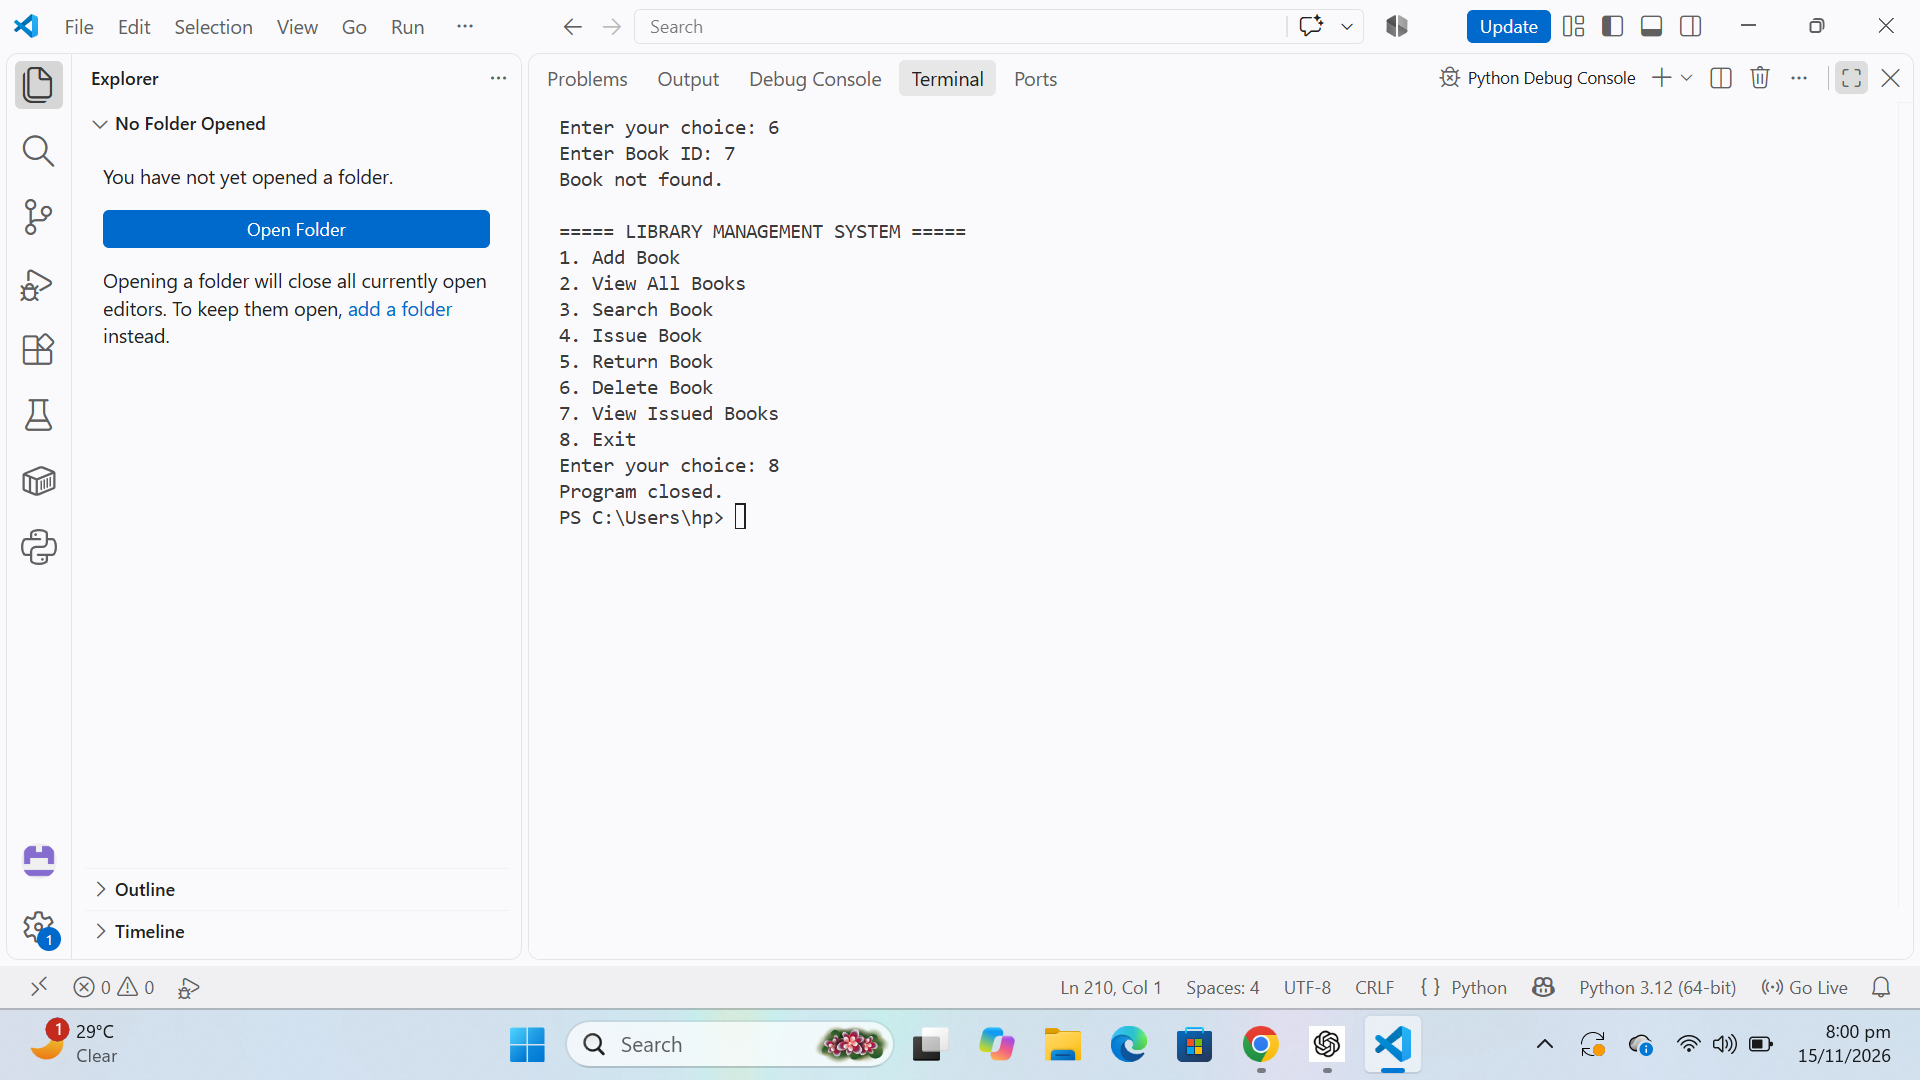 File Edit Selection View Go Run ···
Search
Update
Explorer
No Folder Opened
You have not yet opened a folder.
Open Folder
Opening a folder will close all currently open
editors. To keep them open, add a folder
instead.
Outline
Timeline
1
Problems Output Debug Console Terminal Ports
Python Debug Console
Enter your choice: 6
Enter Book ID: 7
Book not found.
===== LIBRARY MANAGEMENT SYSTEM =====
1. Add Book
2. View All Books
3. Search Book
4. Issue Book
5. Return Book
6. Delete Book
7. View Issued Books
8. Exit
Enter your choice: 8
Program closed.
PS C:\Users\hp>
0 0
Ln 210, Col 1 Spaces: 4 UTF-8 CRLF { } Python Python 3.12 (64-bit) Go Live
1
29°C
Clear
Search
8:00 pm
15/11/2026